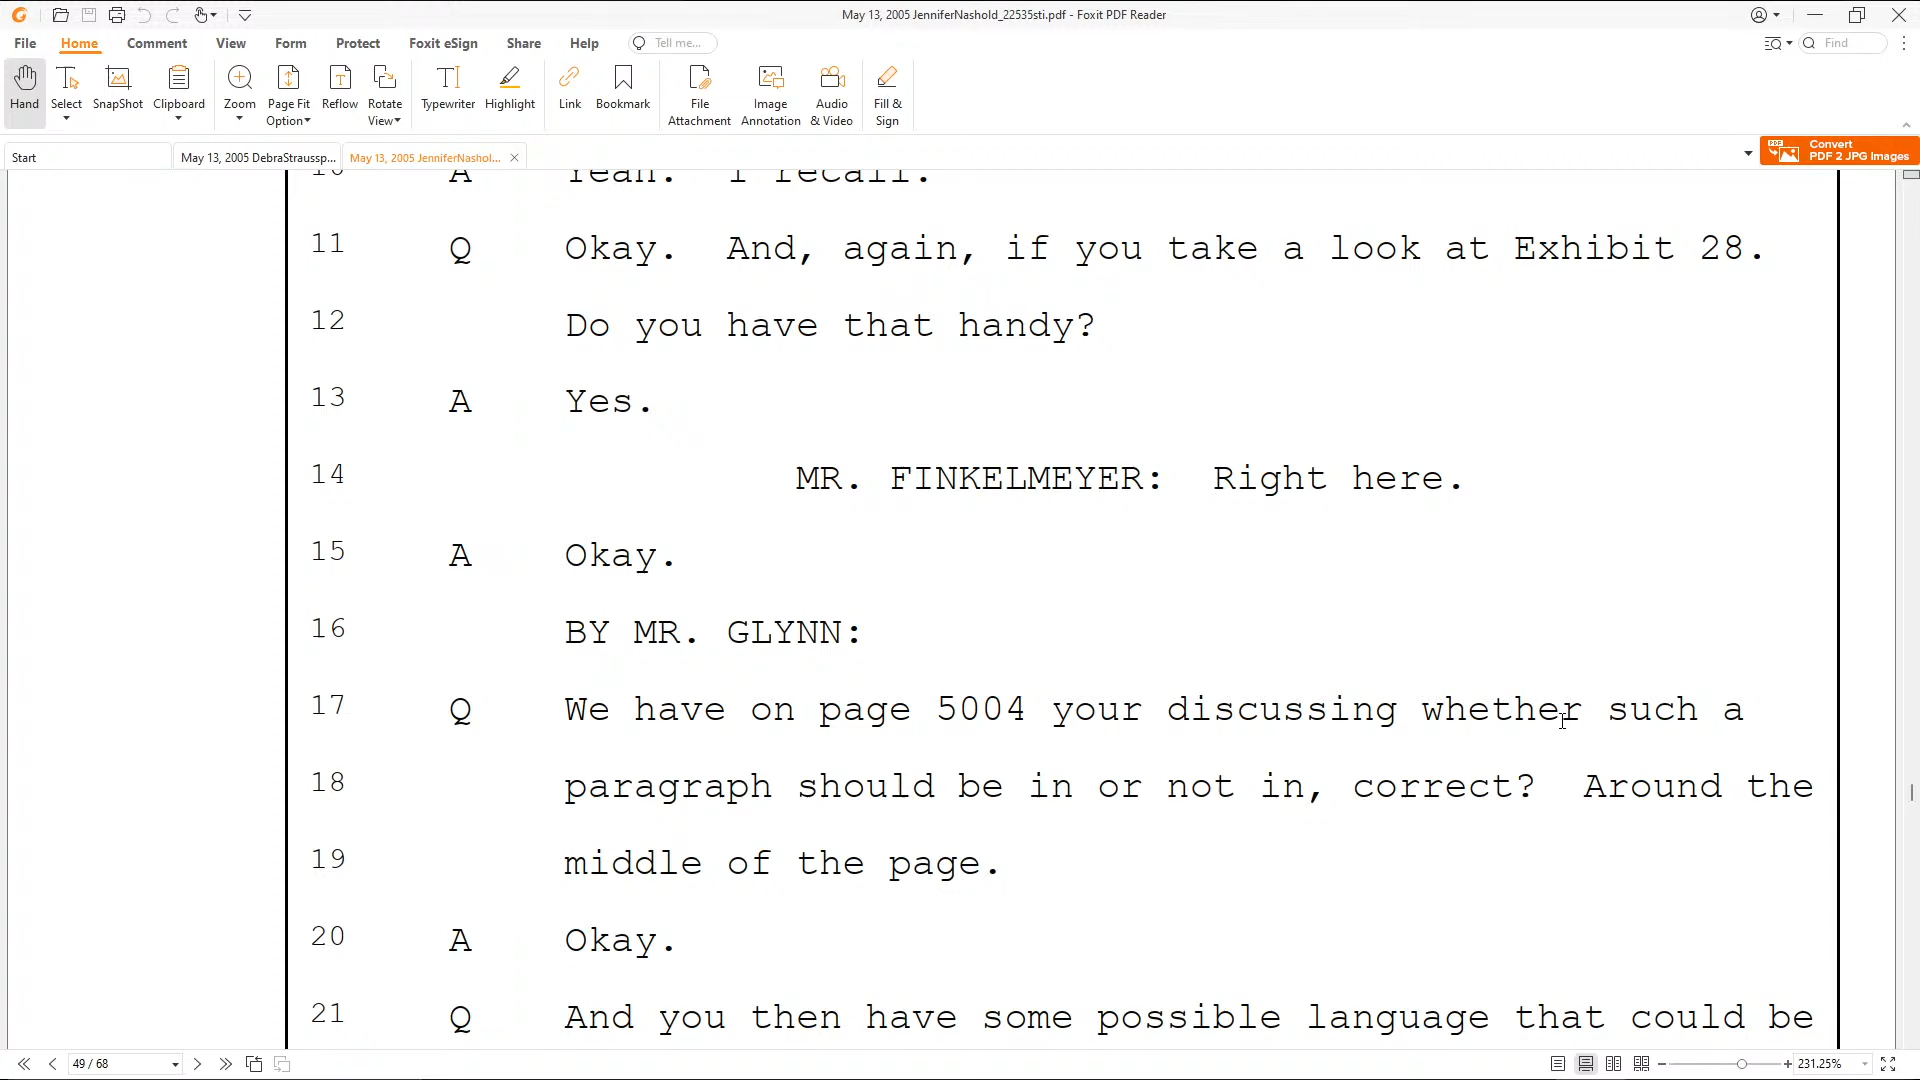 May 13, 2005 JenniferNashold_22535sti.pdf - Foxit PDF Reader
File Home Comment View Form Protect Foxit eSign Share Help Tell me... Find
Hand Select SnapShot Clipboard Zoom Page Fit Option Reflow Rotate View Typewriter Highlight Link Bookmark File Attachment Image Annotation Audio & Video Fill & Sign
Start May 13, 2005 DebraStraussp... May 13, 2005 JenniferNashol... Convert PDF 2 JPG Images
10 A Yeah. I recall.
11 Q Okay. And, again, if you take a look at Exhibit 28.
12 Do you have that handy?
13 A Yes.
14 MR. FINKELMEYER: Right here.
15 A Okay.
16 BY MR. GLYNN:
17 Q We have on page 5004 your discussing whether such a
18 paragraph should be in or not in, correct? Around the
19 middle of the page.
20 A Okay.
21 Q And you then have some possible language that could be
49 / 68 231.25%